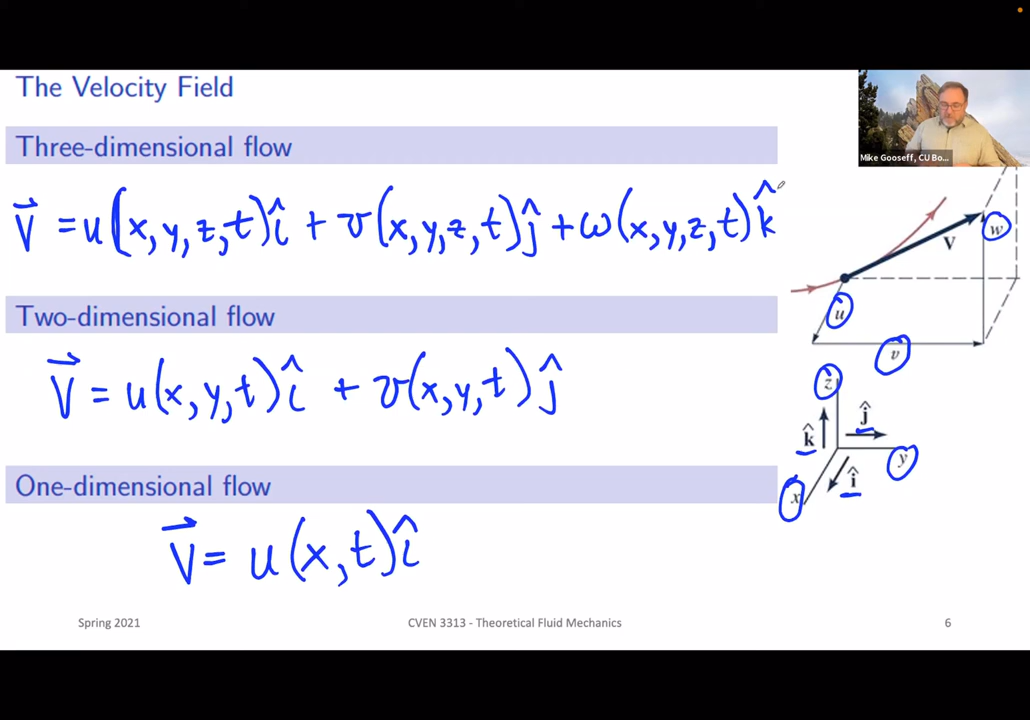 The Velocity Field
Three-dimensional flow
V⃗ = u(x,y,z,t)î + v(x,y,z,t)ĵ + ω(x,y,z,t)k̂
Two-dimensional flow
V⃗ = u(x,y,t)î + v(x,y,t)ĵ
One-dimensional flow
V⃗ = u(x,t)î
Mike Gooseff, CU Bo...
w
V
u
v
z
ĵ
k̂
y
î
x
Spring 2021
CVEN 3313 - Theoretical Fluid Mechanics
6